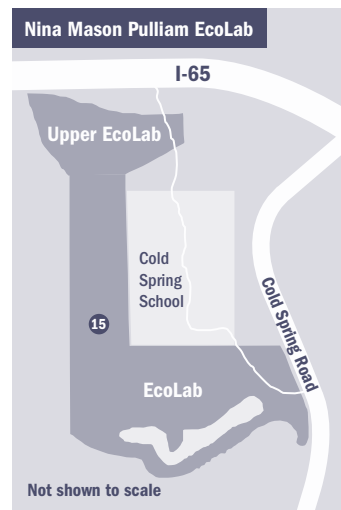 Nina Mason Pulliam EcoLab
I-65
Upper EcoLab
Cold
Spring
School
Cold Spring Road
15
EcoLab
Not shown to scale